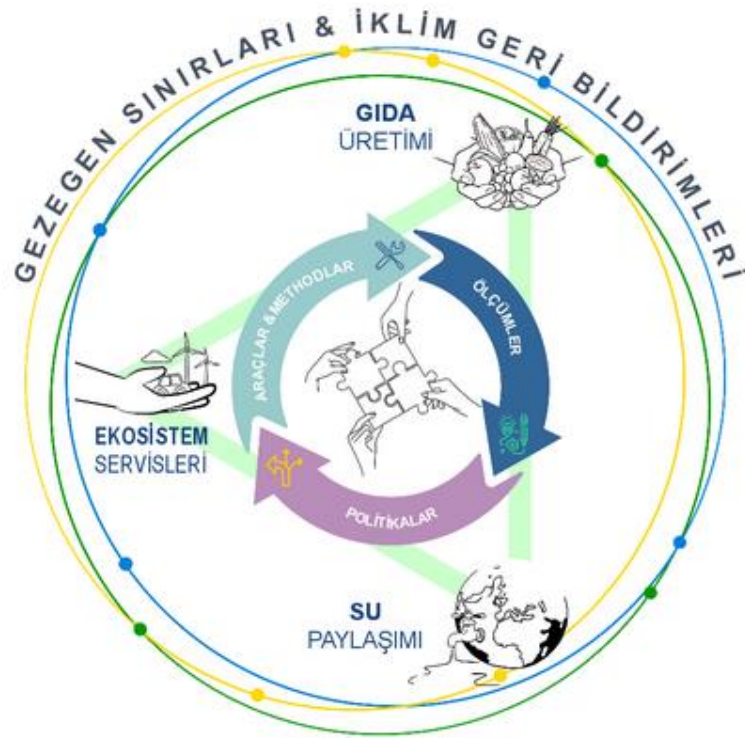 GEZEGEN SINIRLARI & İKLİM GERİ BİLDİRİMLERİ
GIDA
ÜRETİMİ
ARAÇLAR & METHODLAR
ÖLÇÜMLER
EKOSİSTEM
SERVİSLERİ
POLİTİKALAR
SU
PAYLAŞIMI